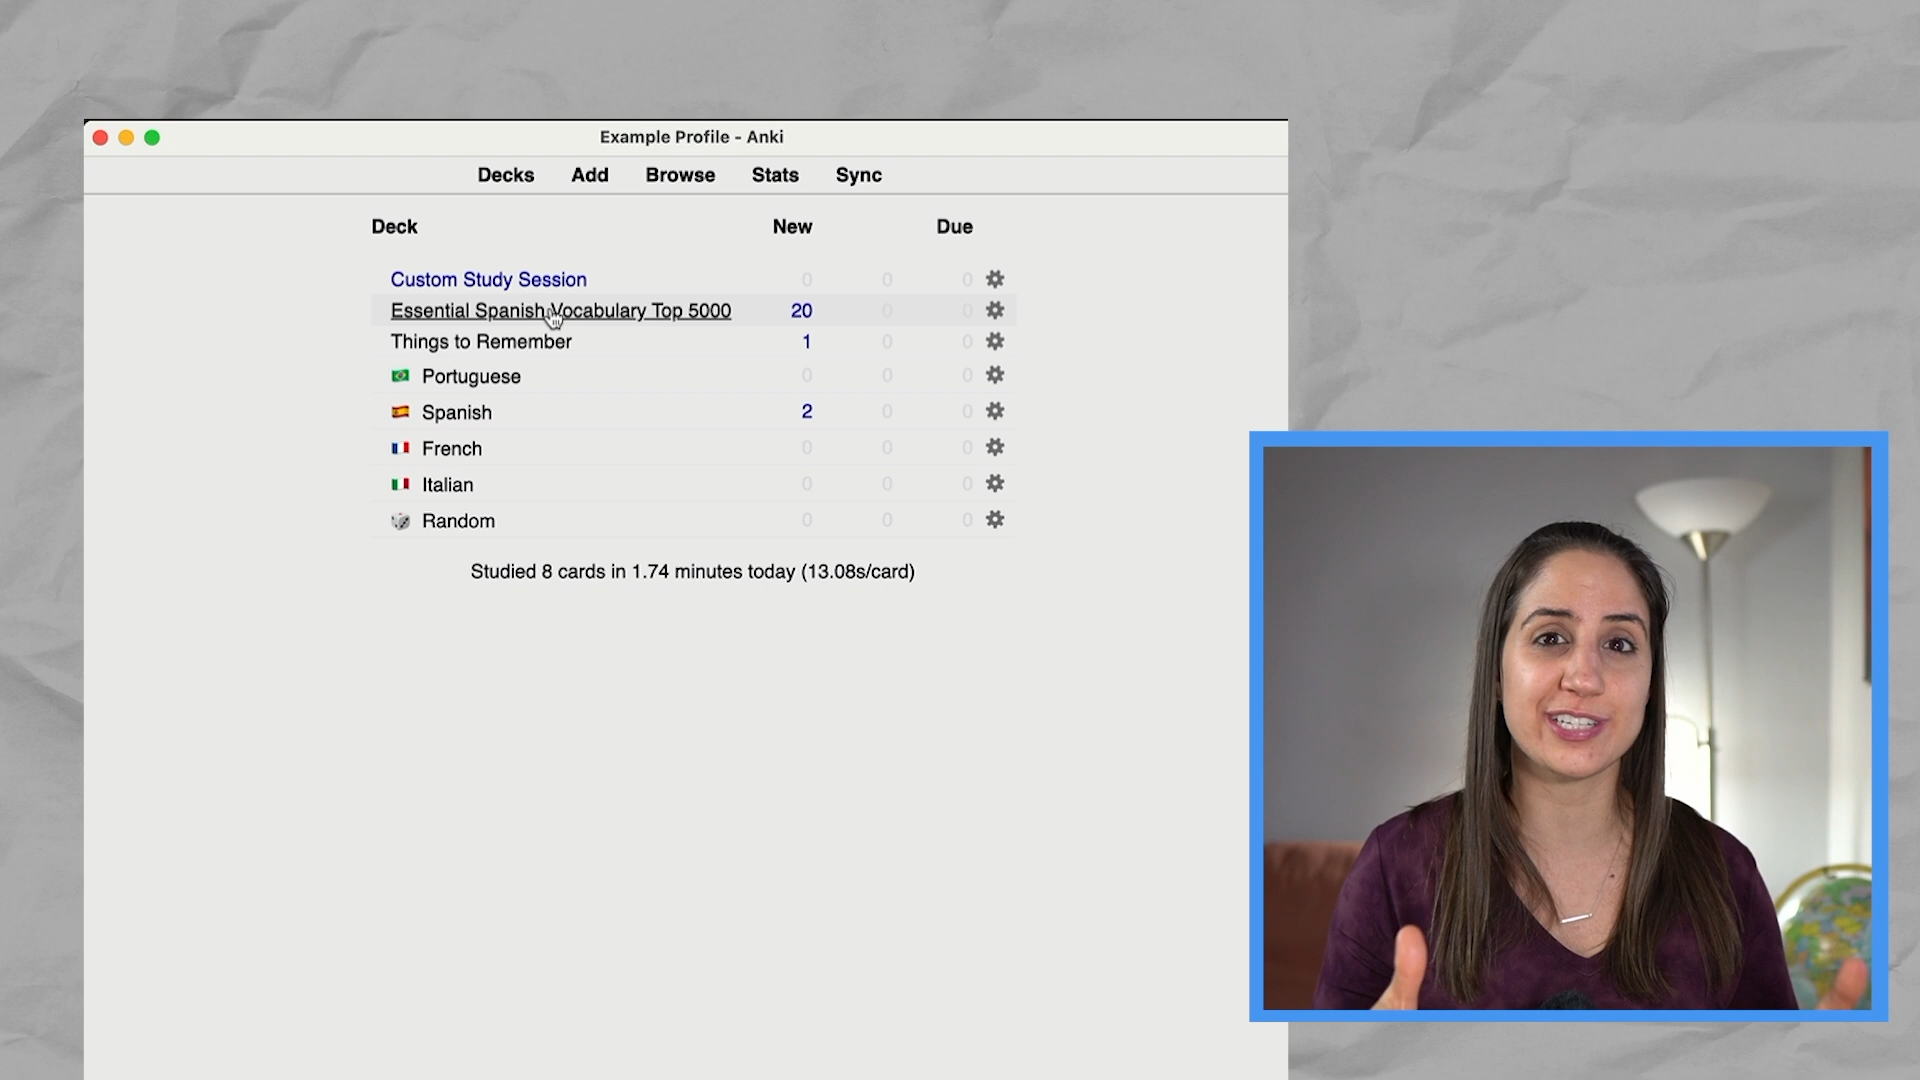 Example Profile - Anki
Decks Add Browse Stats Sync
Deck New Due
Custom Study Session 0 0 0
Essential Spanish Vocabulary Top 5000 20 0 0
Things to Remember 1 0 0
Portuguese 0 0 0
Spanish 2 0 0
French 0 0 0
Italian 0 0 0
Random 0 0 0
Studied 8 cards in 1.74 minutes today (13.08s/card)